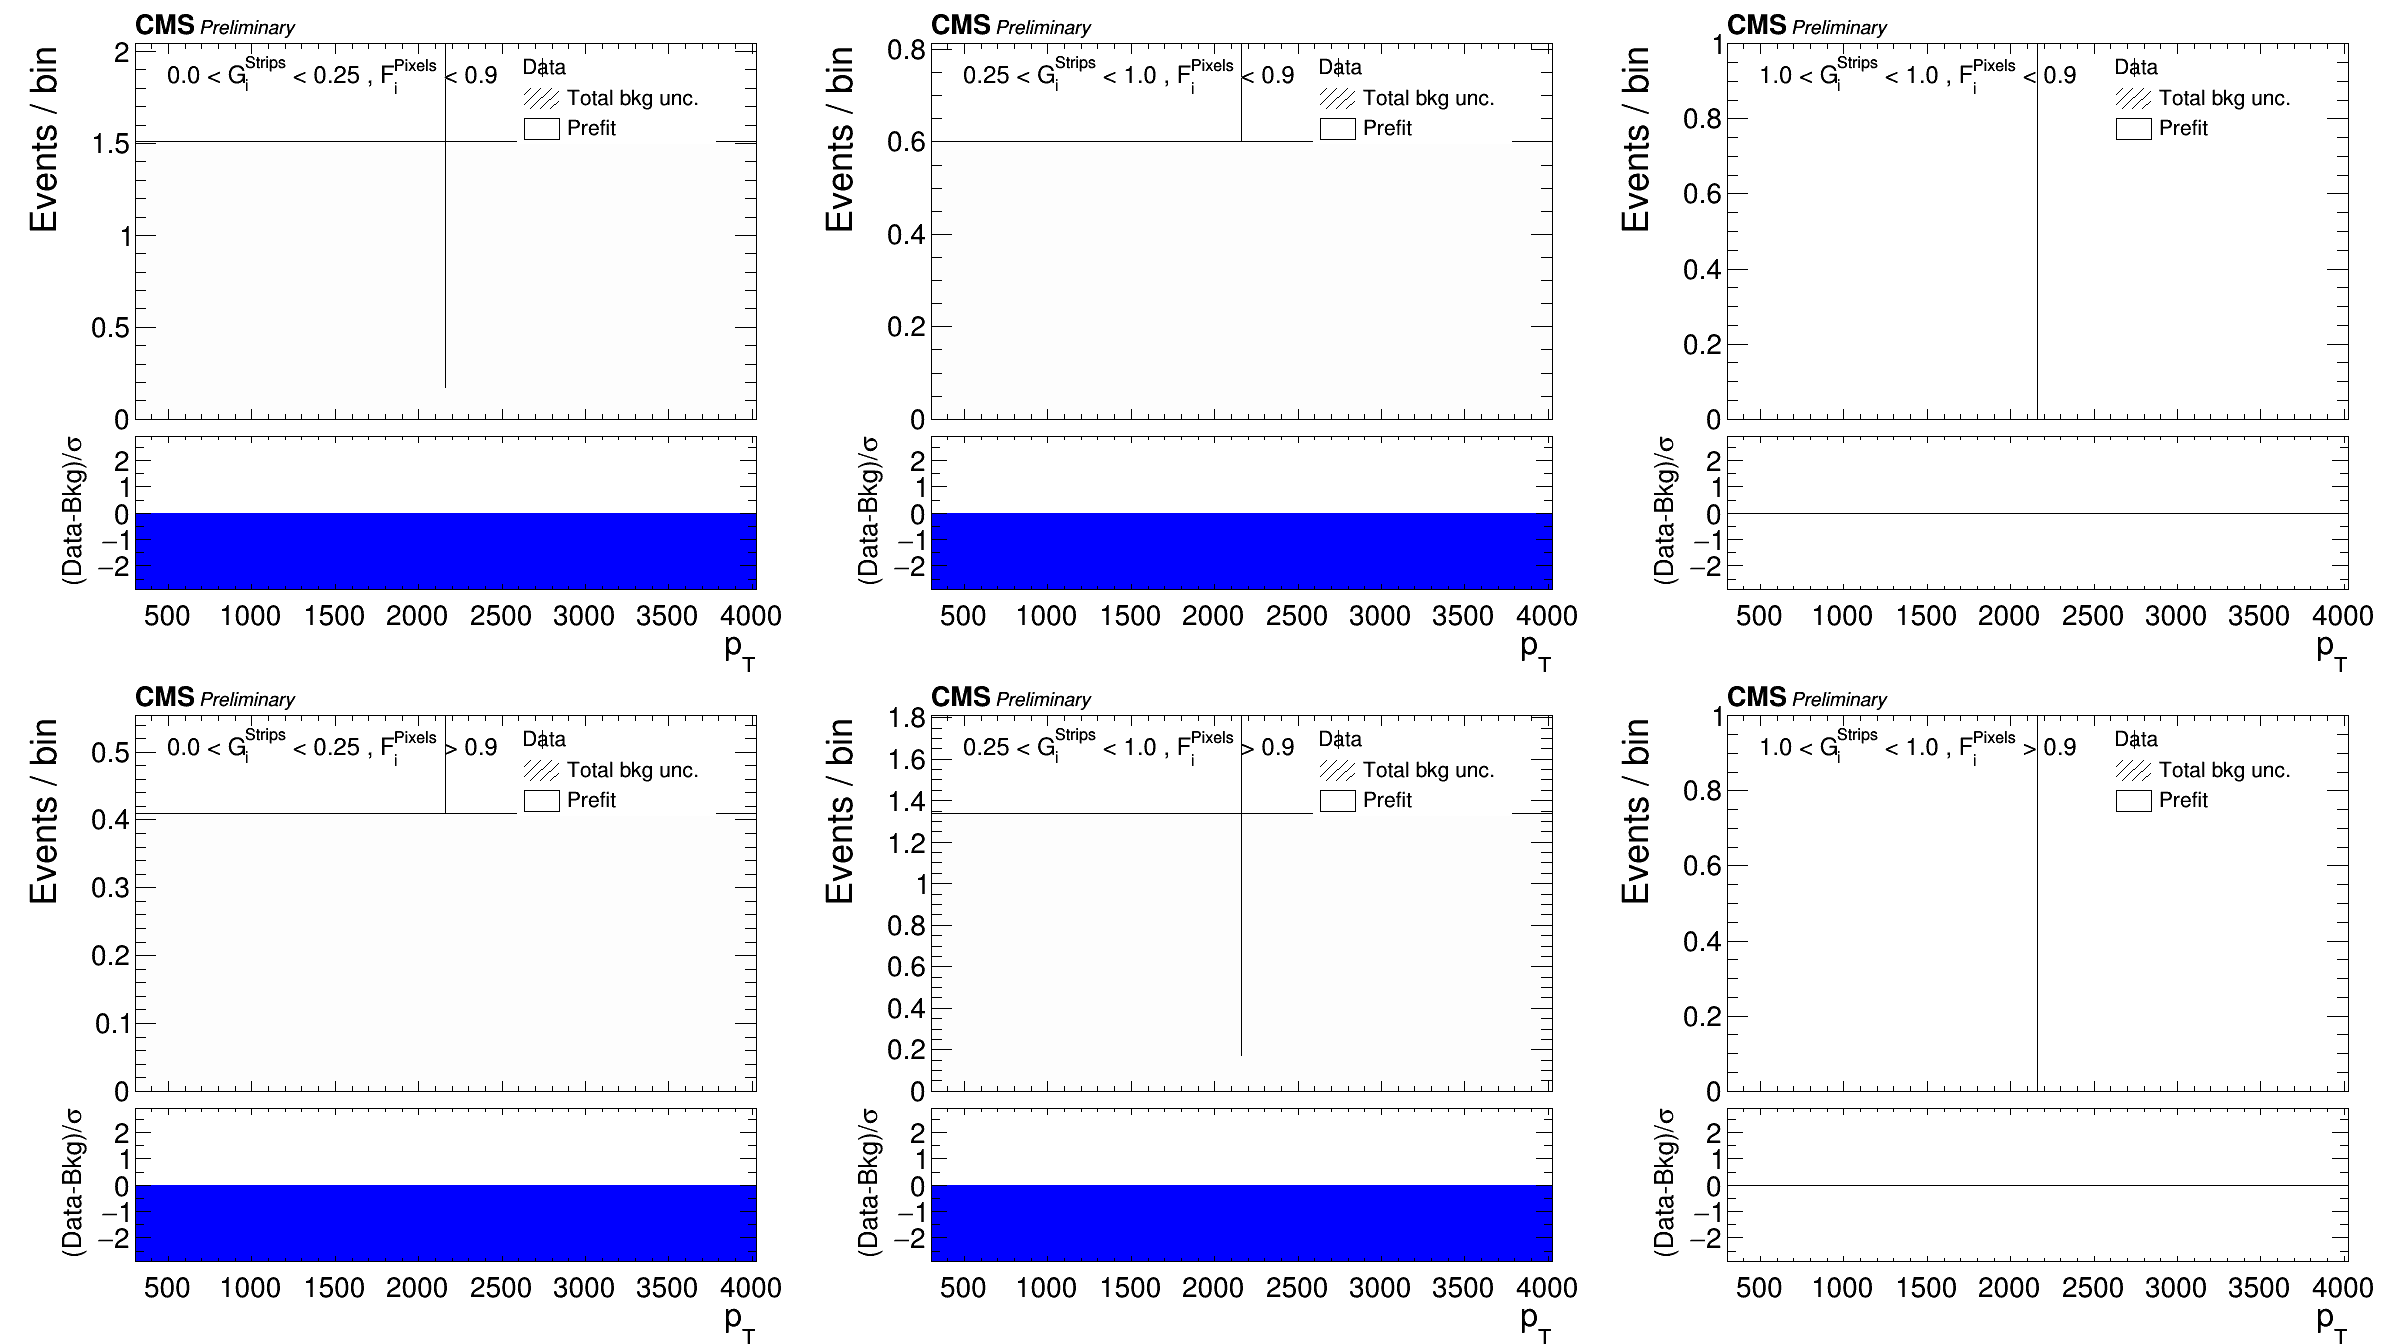 CMS Preliminary
Events / bin
0.0 < G_i^Strips < 0.25 , F_i^Pixels < 0.9
Data
Total bkg unc.
Prefit
2
1.5
1
0.5
0
(Data-Bkg)/σ
2
1
0
−1
−2
500 1000 1500 2000 2500 3000 3500 4000
p_T
CMS Preliminary
Events / bin
0.25 < G_i^Strips < 1.0 , F_i^Pixels < 0.9
Data
Total bkg unc.
Prefit
0.8
0.6
0.4
0.2
0
(Data-Bkg)/σ
2
1
0
−1
−2
500 1000 1500 2000 2500 3000 3500 4000
p_T
CMS Preliminary
Events / bin
1.0 < G_i^Strips < 1.0 , F_i^Pixels < 0.9
Data
Total bkg unc.
Prefit
1
0.8
0.6
0.4
0.2
0
(Data-Bkg)/σ
2
1
0
−1
−2
500 1000 1500 2000 2500 3000 3500 4000
p_T
CMS Preliminary
Events / bin
0.0 < G_i^Strips < 0.25 , F_i^Pixels > 0.9
Data
Total bkg unc.
Prefit
0.5
0.4
0.3
0.2
0.1
0
(Data-Bkg)/σ
2
1
0
−1
−2
500 1000 1500 2000 2500 3000 3500 4000
p_T
CMS Preliminary
Events / bin
0.25 < G_i^Strips < 1.0 , F_i^Pixels > 0.9
Data
Total bkg unc.
Prefit
1.8
1.6
1.4
1.2
1
0.8
0.6
0.4
0.2
0
(Data-Bkg)/σ
2
1
0
−1
−2
500 1000 1500 2000 2500 3000 3500 4000
p_T
CMS Preliminary
Events / bin
1.0 < G_i^Strips < 1.0 , F_i^Pixels > 0.9
Data
Total bkg unc.
Prefit
1
0.8
0.6
0.4
0.2
0
(Data-Bkg)/σ
2
1
0
−1
−2
500 1000 1500 2000 2500 3000 3500 4000
p_T